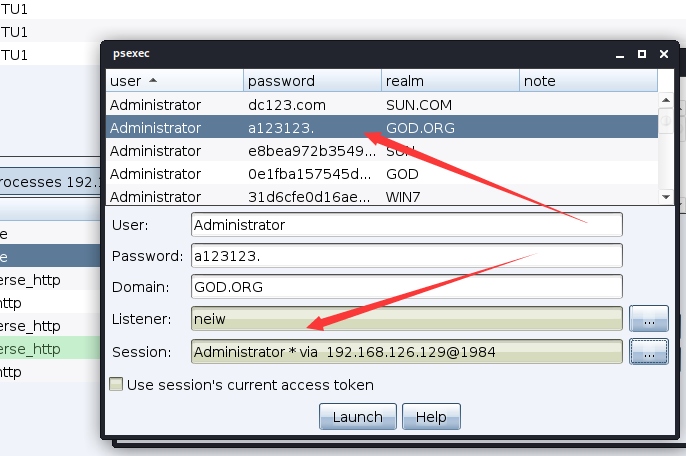 TU1
TU1
TU1
psexec
user password realm note
Administrator dc123.com SUN.COM
Administrator a123123. GOD.ORG
Administrator e8bea972b3549... SUN
Administrator 0e1fba157545d... GOD
Administrator 31d6cfe0d16ae... WIN7
rocesses 192.
e
e
erse_http
http
erse_http
erse_http
http
User: Administrator
Password: a123123.
Domain: GOD.ORG
Listener: neiw ...
Session: Administrator * via 192.168.126.129@1984 ...
Use session's current access token
Launch Help